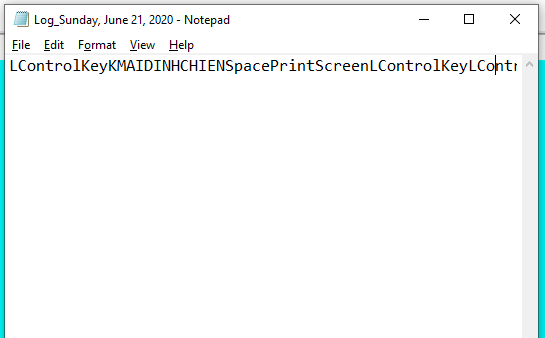 Log_Sunday, June 21, 2020 - Notepad
File Edit Format View Help
LControlKeyKMAIDINHCHIENSpacePrintScreenLControlKeyLContr